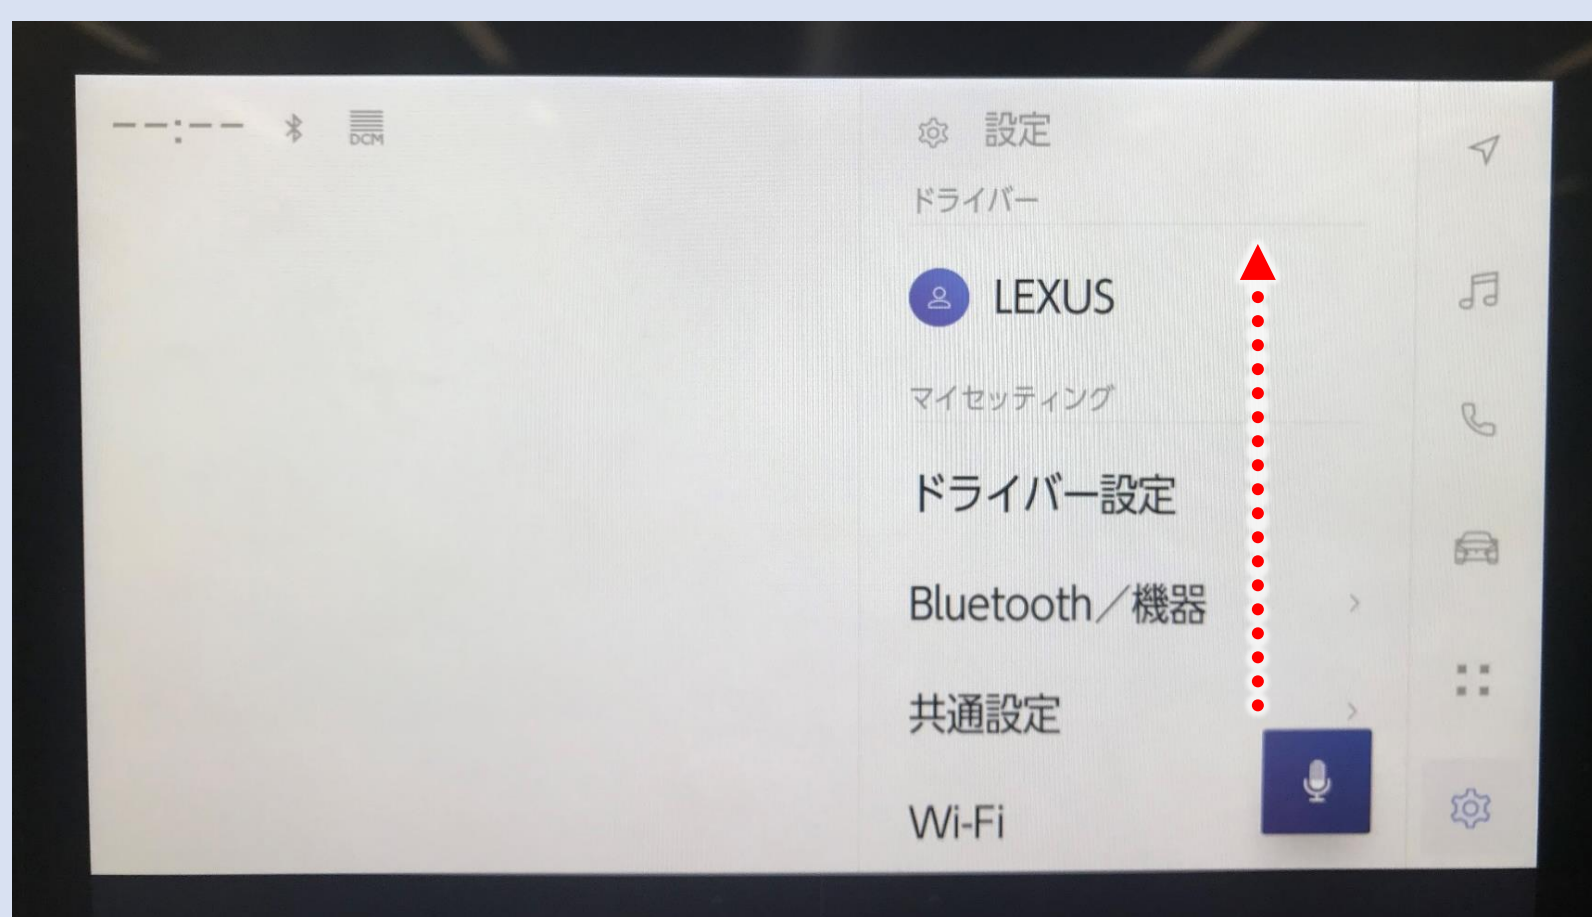 --:--
DCM
設定
ドライバー
LEXUS
マイセッティング
ドライバー設定
Bluetooth／機器
共通設定
Wi-Fi